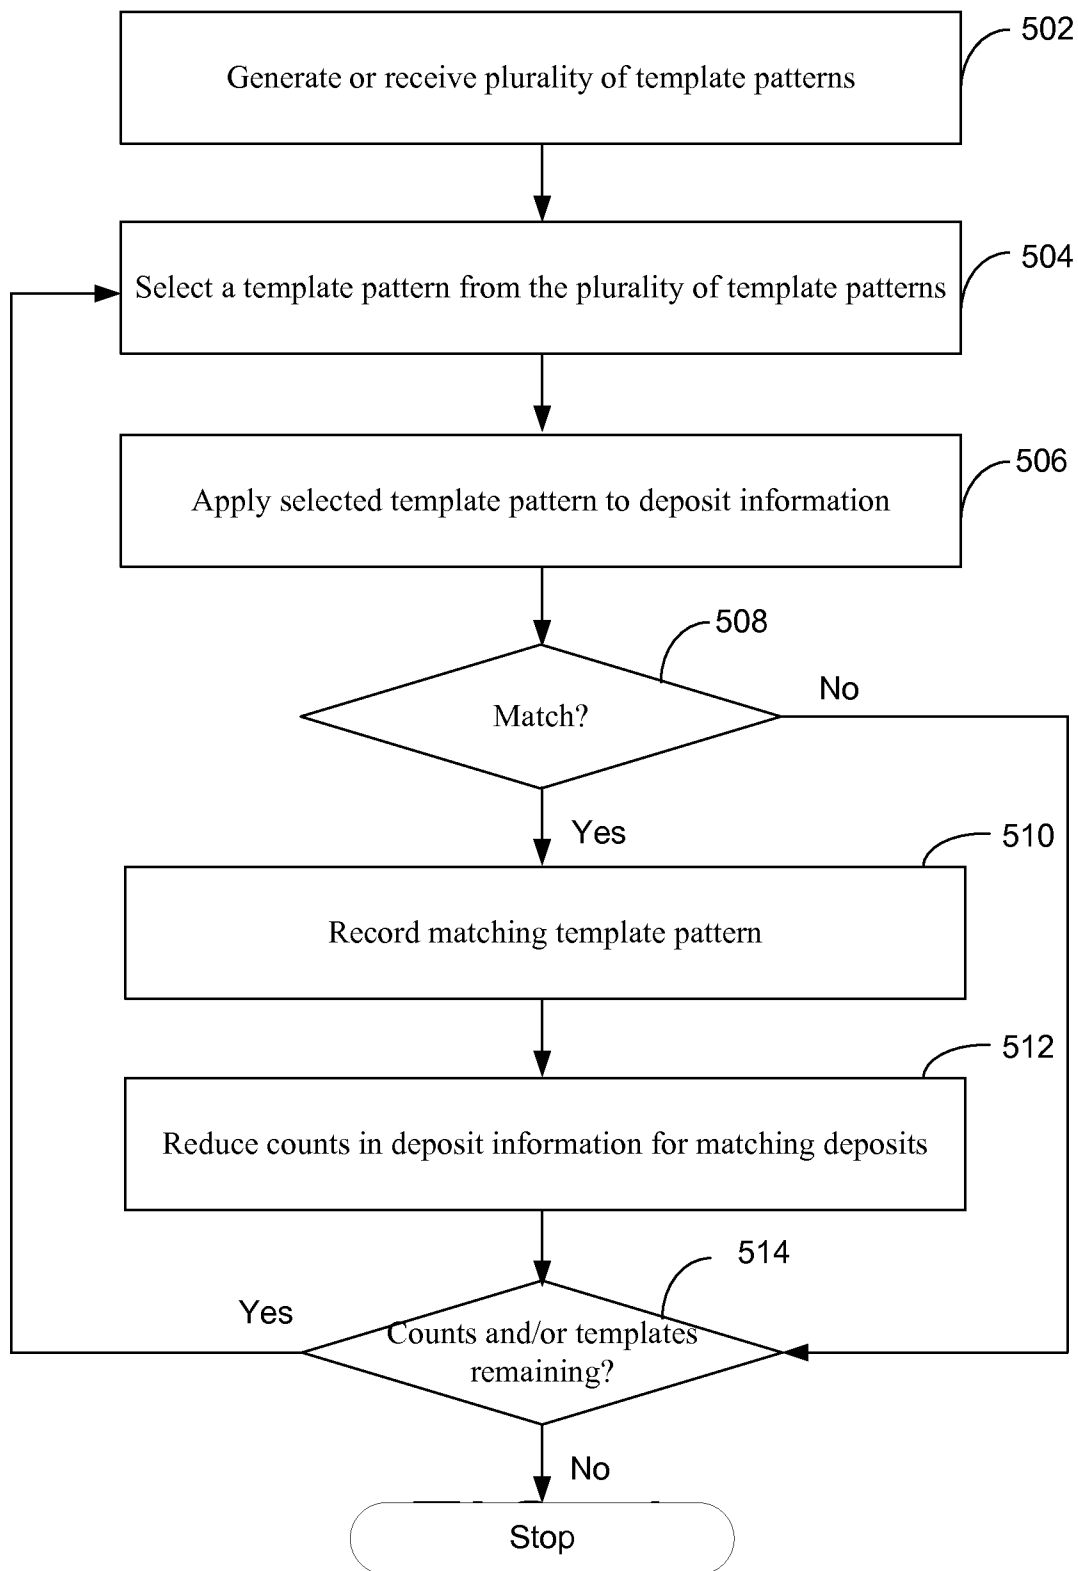 502
Generate or receive plurality of template patterns
504
Select a template pattern from the plurality of template patterns
506
Apply selected template pattern to deposit information
508
No
Match?
Yes
510
Record matching template pattern
512
Reduce counts in deposit information for matching deposits
514
Yes
Counts and/or templates
remaining?
No
Stop